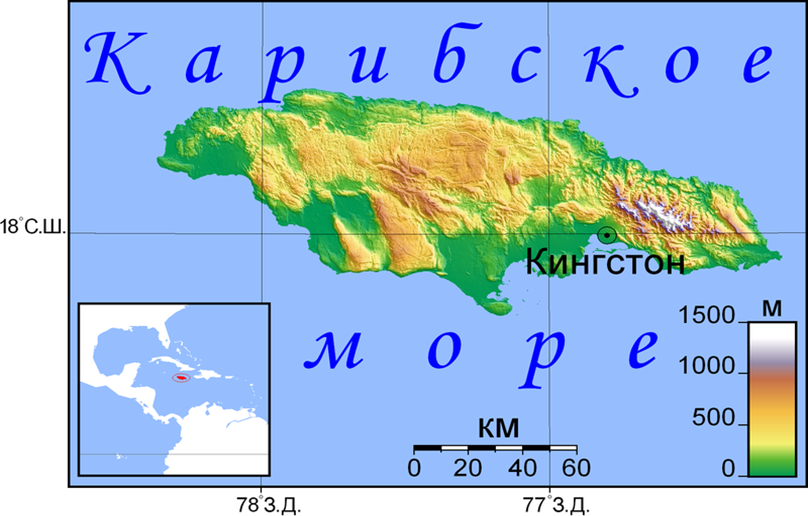 Карибское
18°С.Ш.
Кингстон
море
м
1500
1000
500
0
км
0 20 40 60
78°З.Д. 77°З.Д.